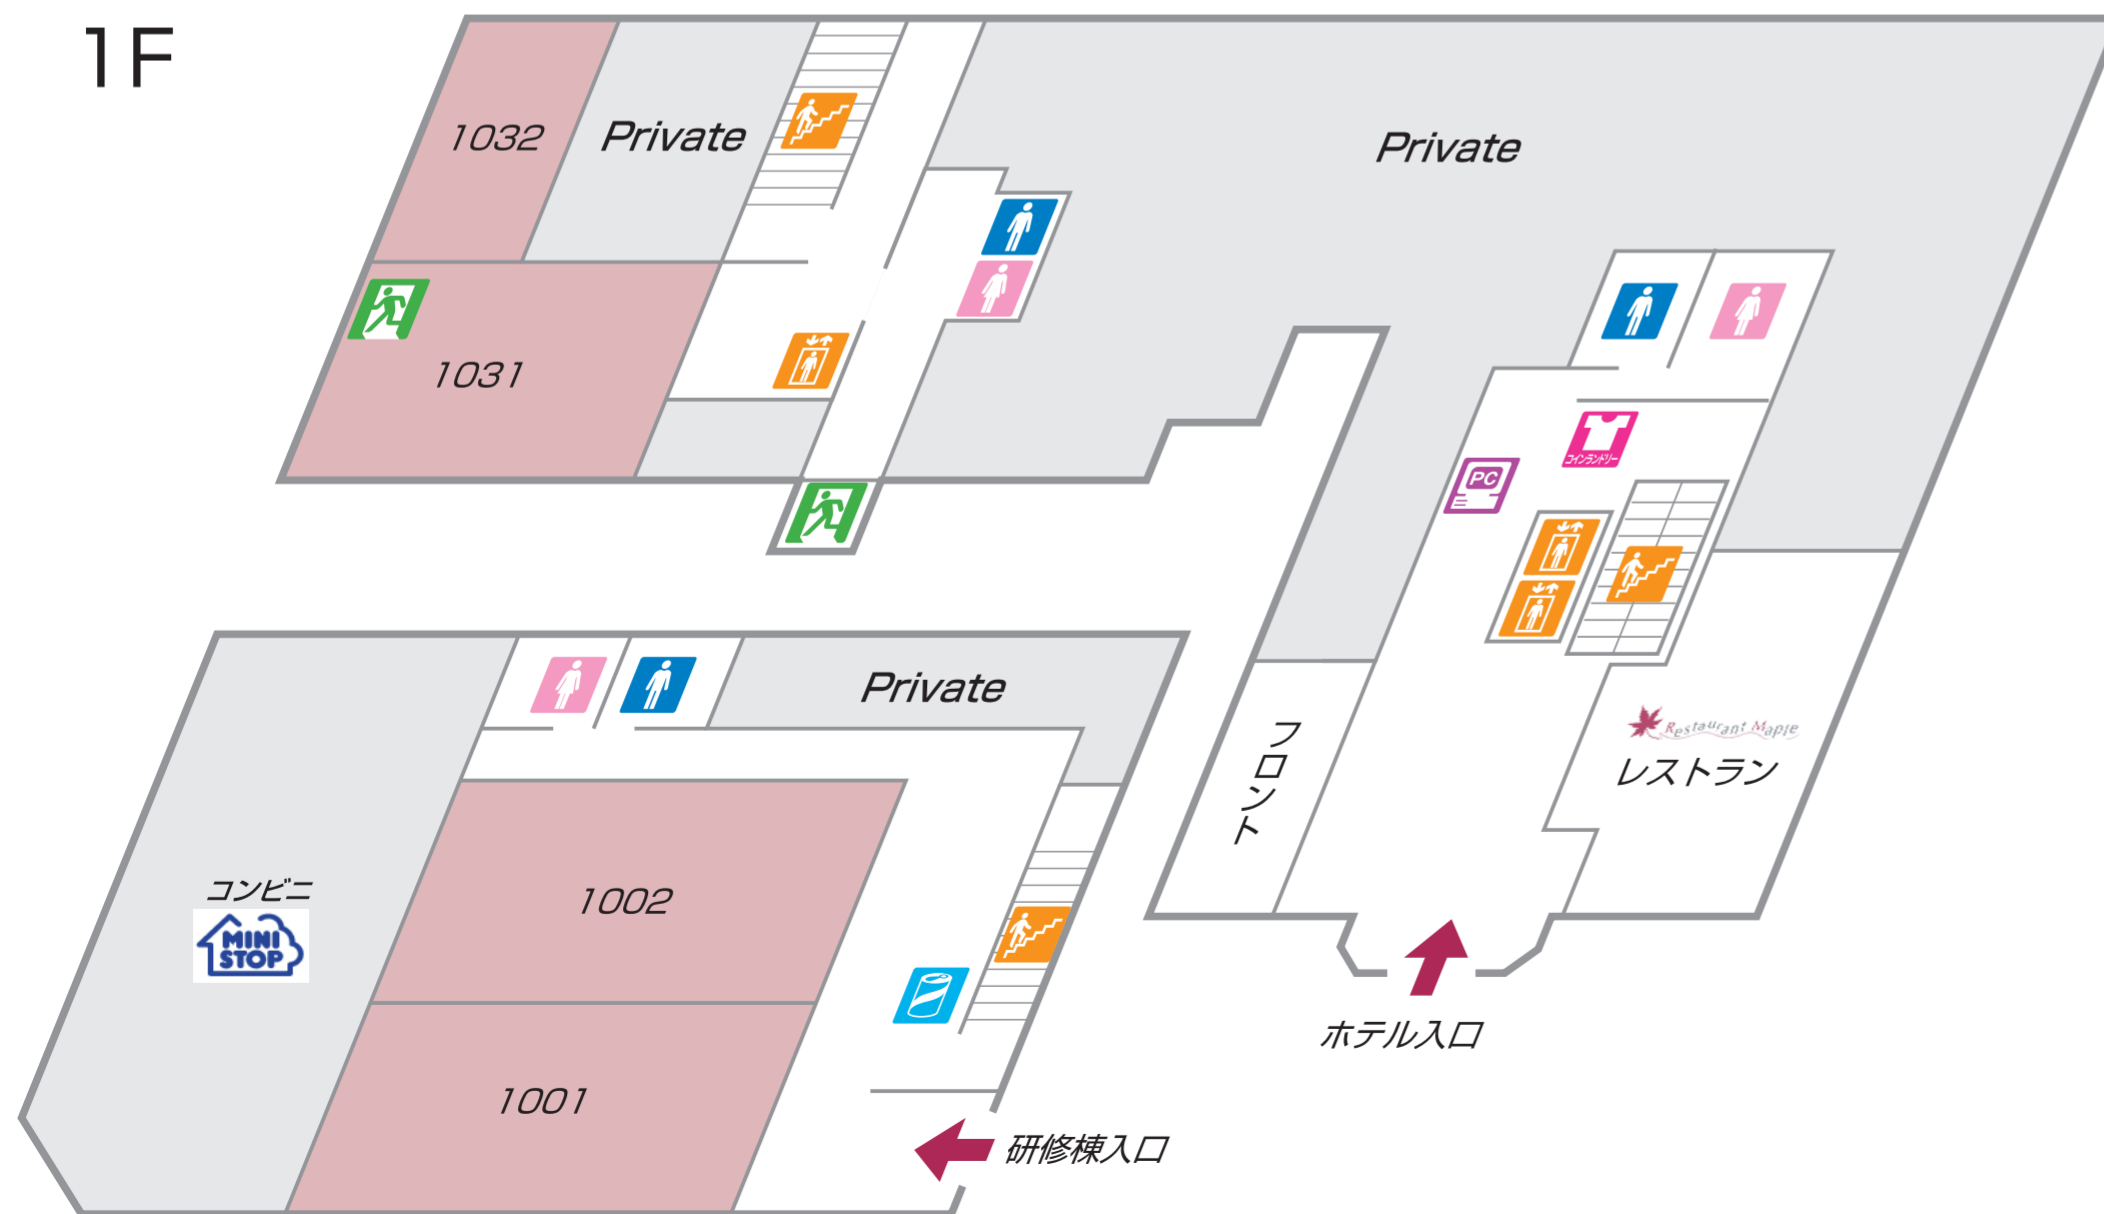 1F
1032
Private
Private
1031
コインランドリー
PC
Private
フロント
Restaurant Maple
レストラン
コンビニ
MINI
STOP
1002
1001
ホテル入口
研修棟入口